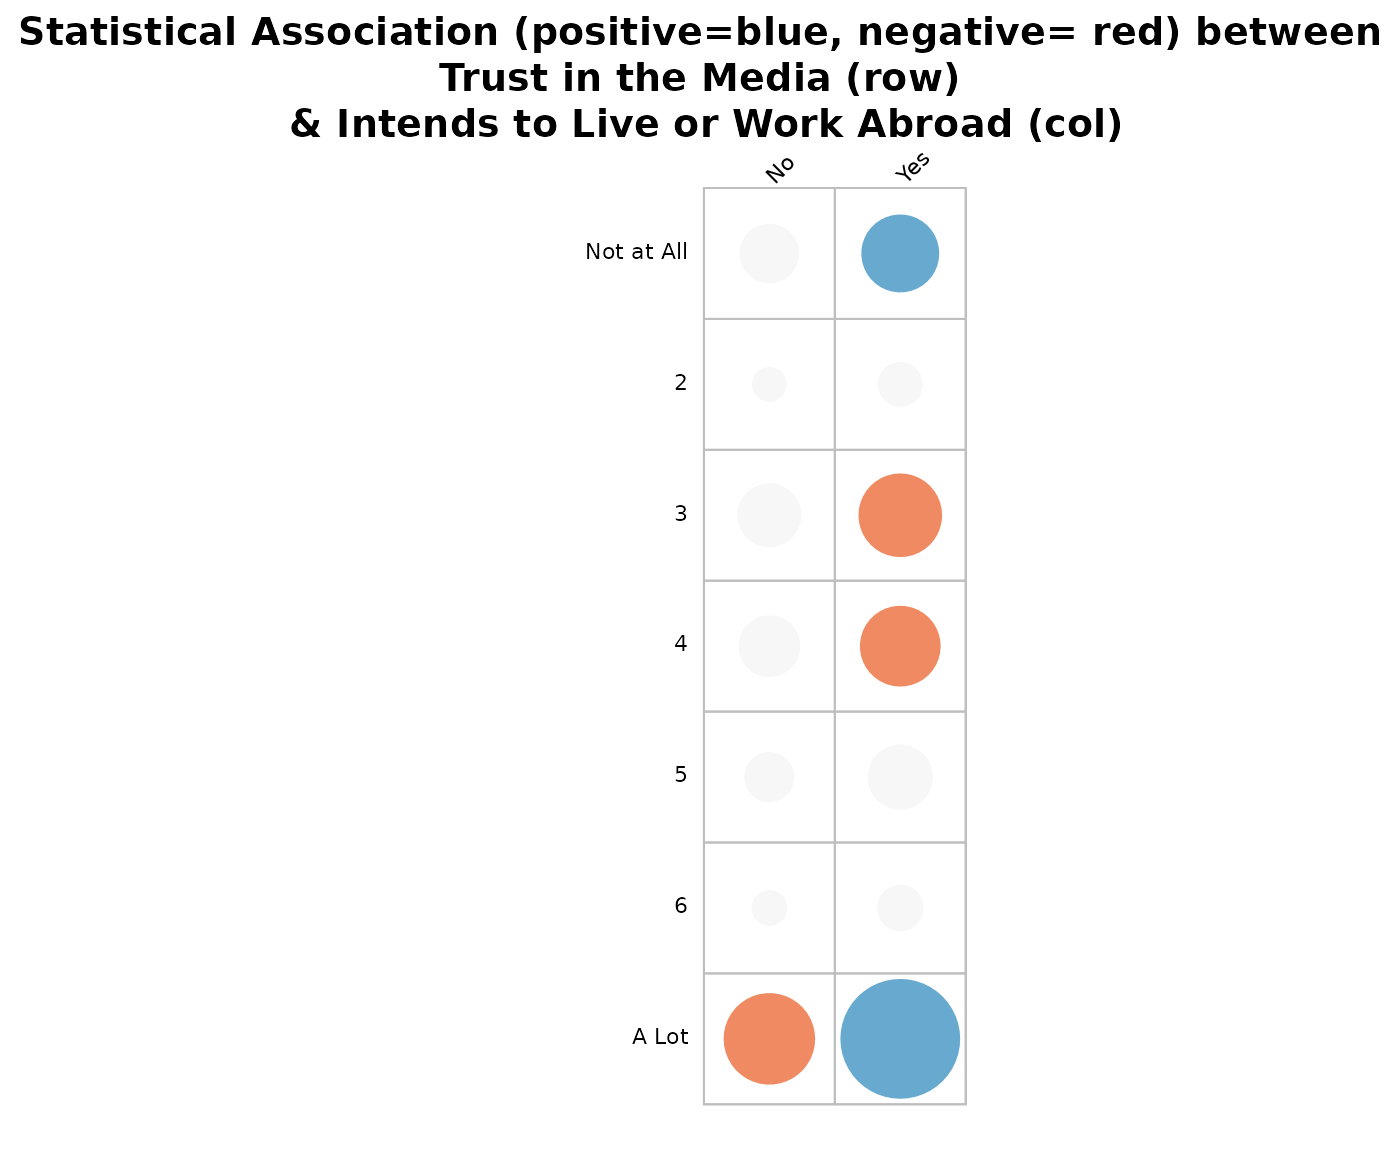 Statistical Association (positive=blue, negative= red) between
Trust in the Media (row)
& Intends to Live or Work Abroad (col)
No
Yes
Not at All
2
3
4
5
6
A Lot